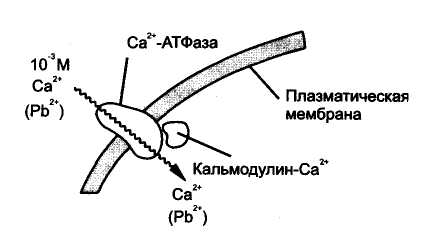 Ca²⁺-АТФаза
10⁻³М
Ca²⁺
(Pb²⁺)
Плазматическая
мембрана
Кальмодулин-Ca²⁺
Ca²⁺
(Pb²⁺)